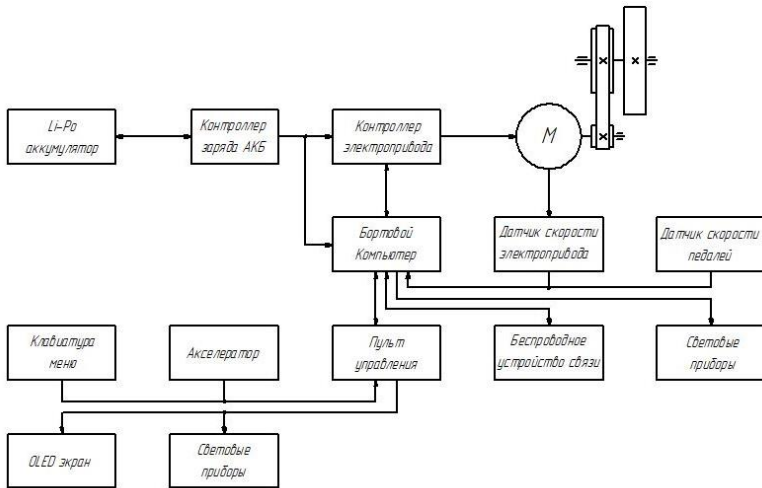 Li-Po
аккумулятор
Контроллер
заряда АКБ
Контроллер
электропривода
М
Бортовой
Компьютер
Датчик скорости
электропривода
Датчик скорости
педалей
Клавиатура
меню
Акселератор
Пульт
управления
Беспроводное
устройство связи
Световые
приборы
OLED экран
Световые
приборы